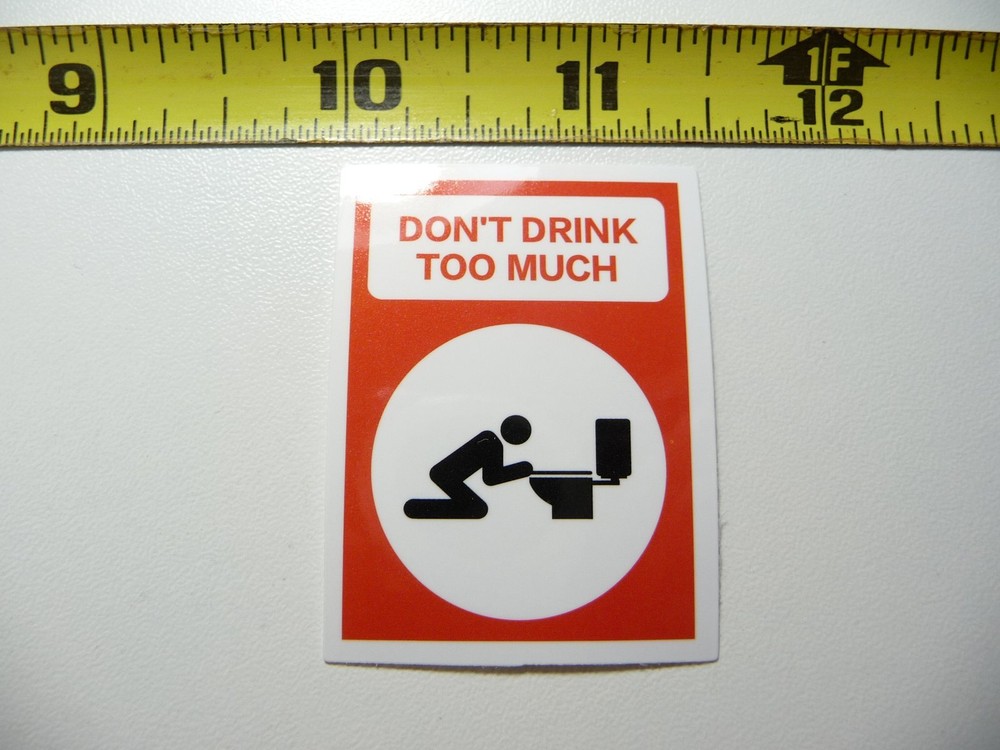 9 10 11 1F 12
DON'T DRINK
TOO MUCH